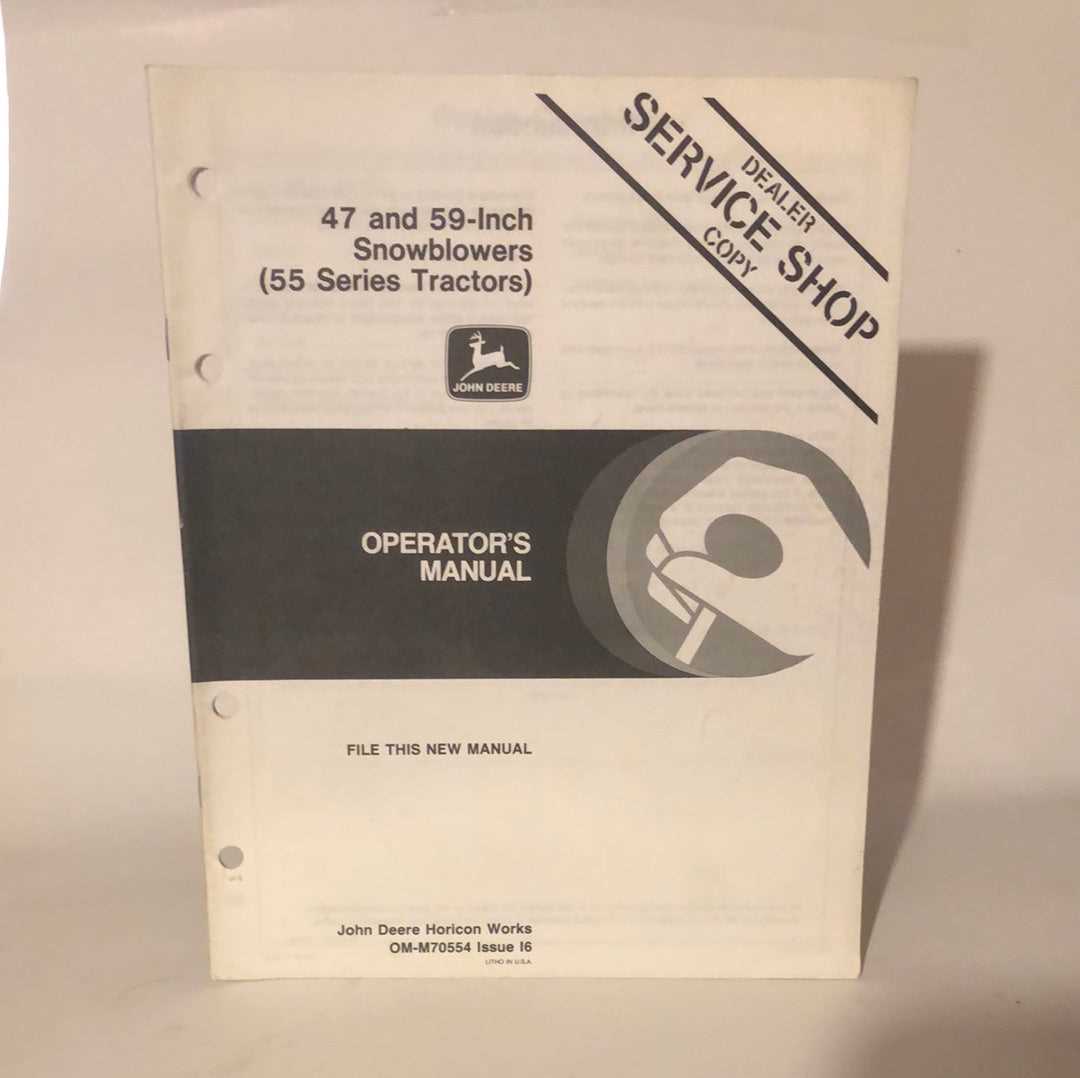 DEALER
SERVICE SHOP
COPY
47 and 59-Inch
Snowblowers
(55 Series Tractors)
JOHN DEERE
OPERATOR'S
MANUAL
FILE THIS NEW MANUAL
John Deere Horicon Works
OM-M70554 Issue I6
LITHO IN U.S.A.